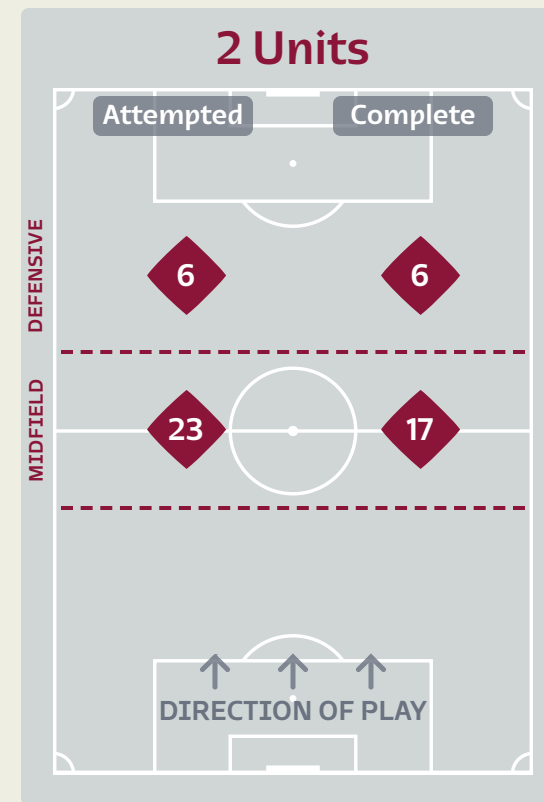 2 Units
Attempted Complete
DEFENSIVE
6 6
MIDFIELD
23 17
DIRECTION OF PLAY